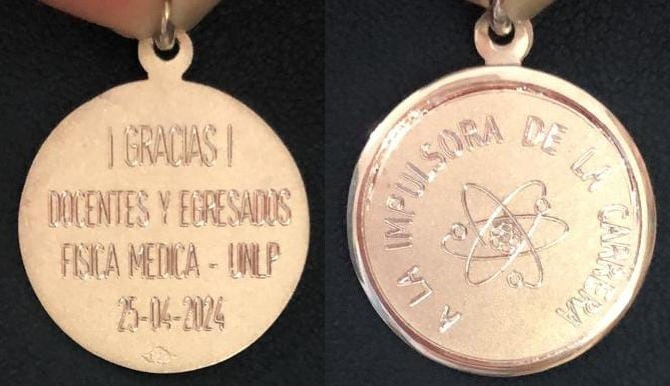 ¡ GRACIAS !
DOCENTES Y EGRESADOS
FISICA MEDICA - UNLP
25-04-2024
A LA IMPULSORA DE LA CARRERA